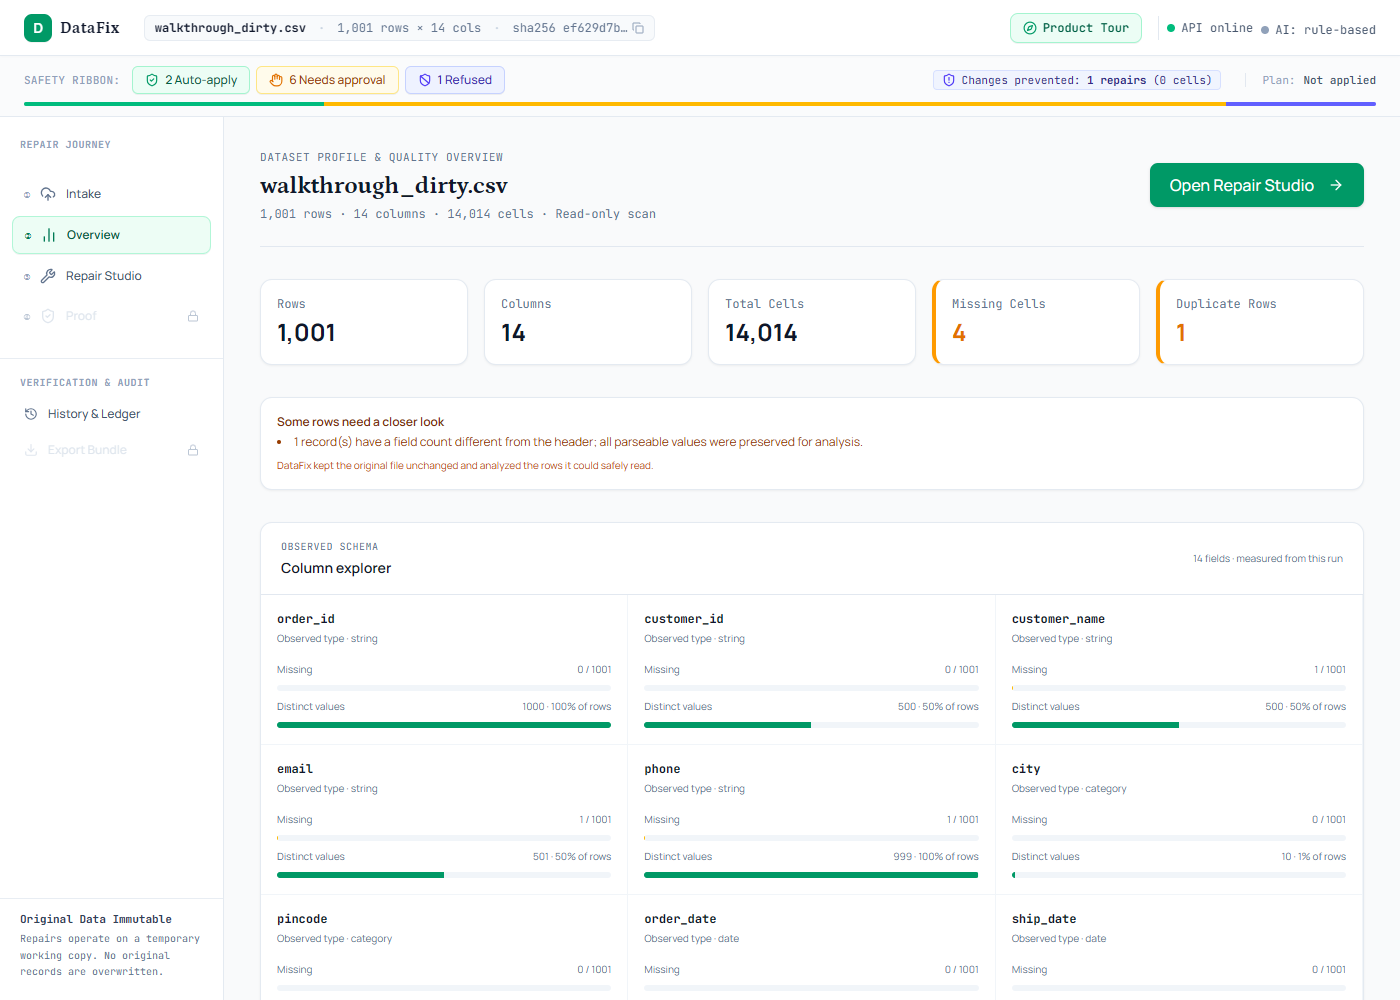 D DataFix
walkthrough_dirty.csv · 1,001 rows × 14 cols · sha256 ef629d7b…
Product Tour
API online
AI: rule-based
SAFETY RIBBON:
2 Auto-apply
6 Needs approval
1 Refused
Changes prevented: 1 repairs (0 cells)
Plan: Not applied
REPAIR JOURNEY
Intake
Overview
Repair Studio
Proof
VERIFICATION & AUDIT
History & Ledger
Export Bundle
Original Data Immutable
Repairs operate on a temporary
working copy. No original
records are overwritten.
DATASET PROFILE & QUALITY OVERVIEW
walkthrough_dirty.csv
1,001 rows · 14 columns · 14,014 cells · Read-only scan
Open Repair Studio
Rows
1,001
Columns
14
Total Cells
14,014
Missing Cells
4
Duplicate Rows
1
Some rows need a closer look
• 1 record(s) have a field count different from the header; all parseable values were preserved for analysis.
DataFix kept the original file unchanged and analyzed the rows it could safely read.
OBSERVED SCHEMA
Column explorer
14 fields · measured from this run
order_id
Observed type · string
Missing 0 / 1001
Distinct values 1000 · 100% of rows
customer_id
Observed type · string
Missing 0 / 1001
Distinct values 500 · 50% of rows
customer_name
Observed type · string
Missing 1 / 1001
Distinct values 500 · 50% of rows
email
Observed type · string
Missing 1 / 1001
Distinct values 501 · 50% of rows
phone
Observed type · string
Missing 1 / 1001
Distinct values 999 · 100% of rows
city
Observed type · category
Missing 0 / 1001
Distinct values 10 · 1% of rows
pincode
Observed type · category
Missing 0 / 1001
order_date
Observed type · date
Missing 0 / 1001
ship_date
Observed type · date
Missing 0 / 1001